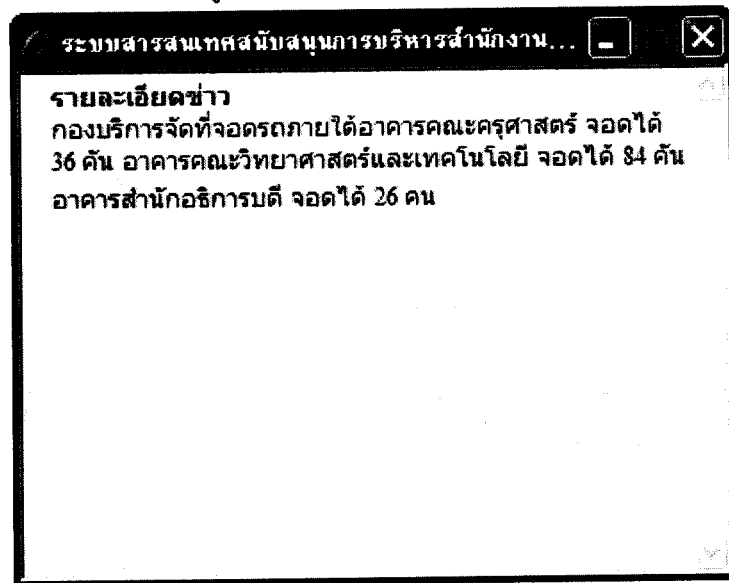 ระบบสารสนเทศสนับสนุนการบริหารสำนักงาน...
รายละเอียดข่าว
กองบริการจัดที่จอดรถภายใต้อาคารคณะครุศาสตร์ จอดได้
36 คัน อาคารคณะวิทยาศาสตร์และเทคโนโลยี จอดได้ 84 คัน
อาคารสำนักอธิการบดี จอดได้ 26 คน